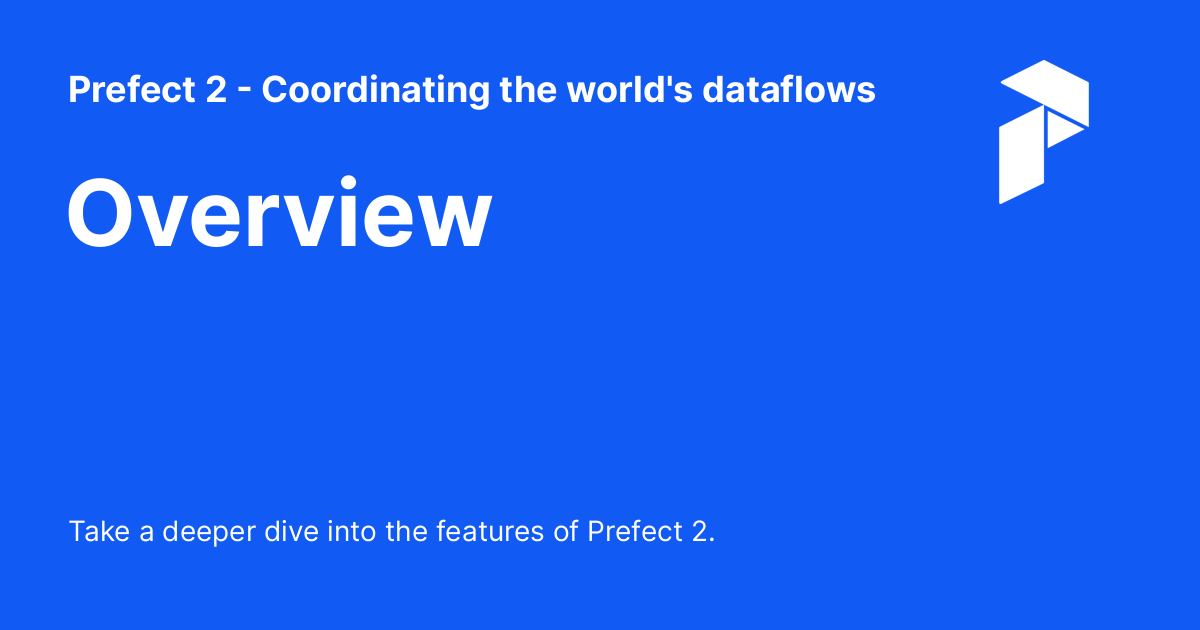 Prefect 2 - Coordinating the world's dataflows
Overview
Take a deeper dive into the features of Prefect 2.